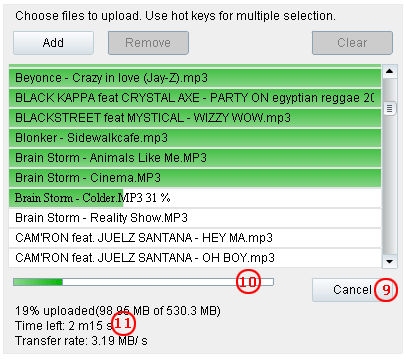 Choose files to upload. Use hot keys for multiple selection.
Add Remove Clear
Beyonce - Crazy in love (Jay-Z).mp3
BLACK KAPPA feat CRYSTAL AXE - PARTY ON egyptian reggae 20
BLACKSTREET feat MYSTICAL - WIZZY WOW.mp3
Blonker - Sidewalkcafe.mp3
Brain Storm - Animals Like Me.MP3
Brain Storm - Cinema.MP3
Brain Storm - Colder.MP3 31 %
Brain Storm - Reality Show.MP3
CAM'RON feat. JUELZ SANTANA - HEY MA.mp3
CAM'RON feat. JUELZ SANTANA - OH BOY.mp3
10
Cancel 9
19% uploaded(98.95 MB of 530.3 MB)
Time left: 2 m15 s 11
Transfer rate: 3.19 MB/ s